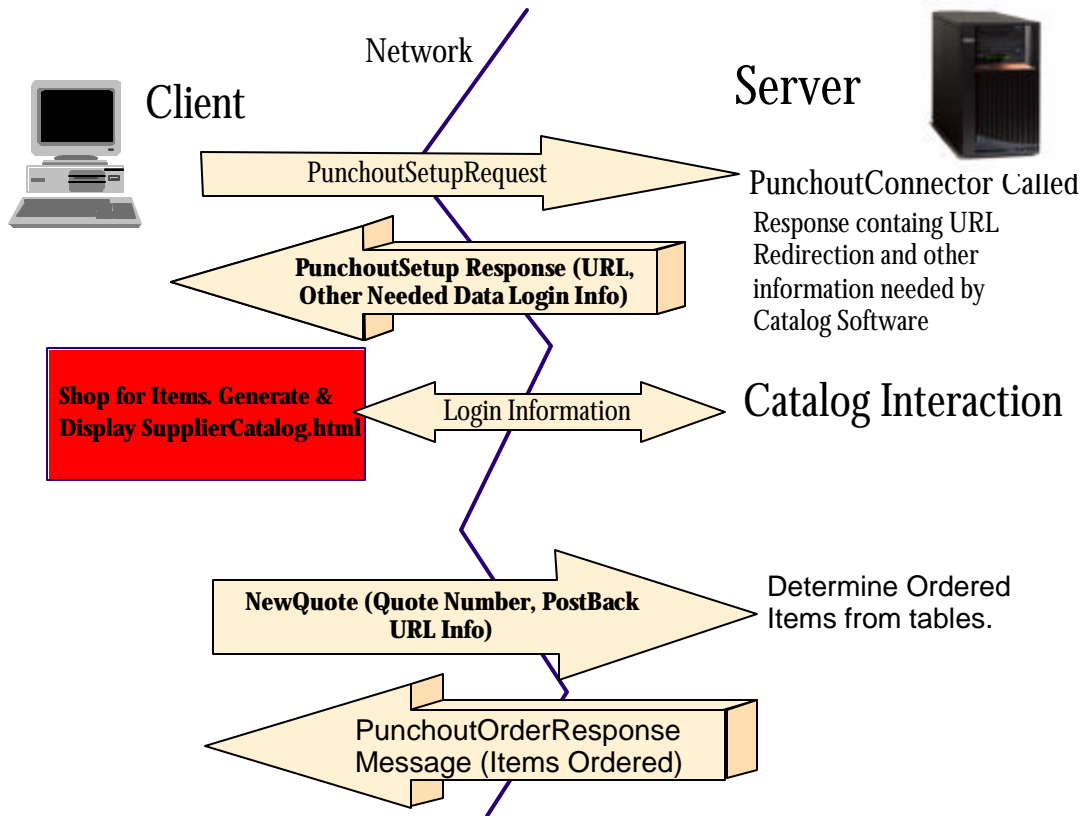 Network
Client
Server
PunchoutSetupRequest
PunchoutConnector Called
Response containg URL
Redirection and other
information needed by
Catalog Software
PunchoutSetup Response (URL,
Other Needed Data Login Info)
Shop for Items. Generate &
Display SupplierCatalog.html
Login Information
Catalog Interaction
NewQuote (Quote Number, PostBack
URL Info)
Determine Ordered
Items from tables.
PunchoutOrderResponse
Message (Items Ordered)